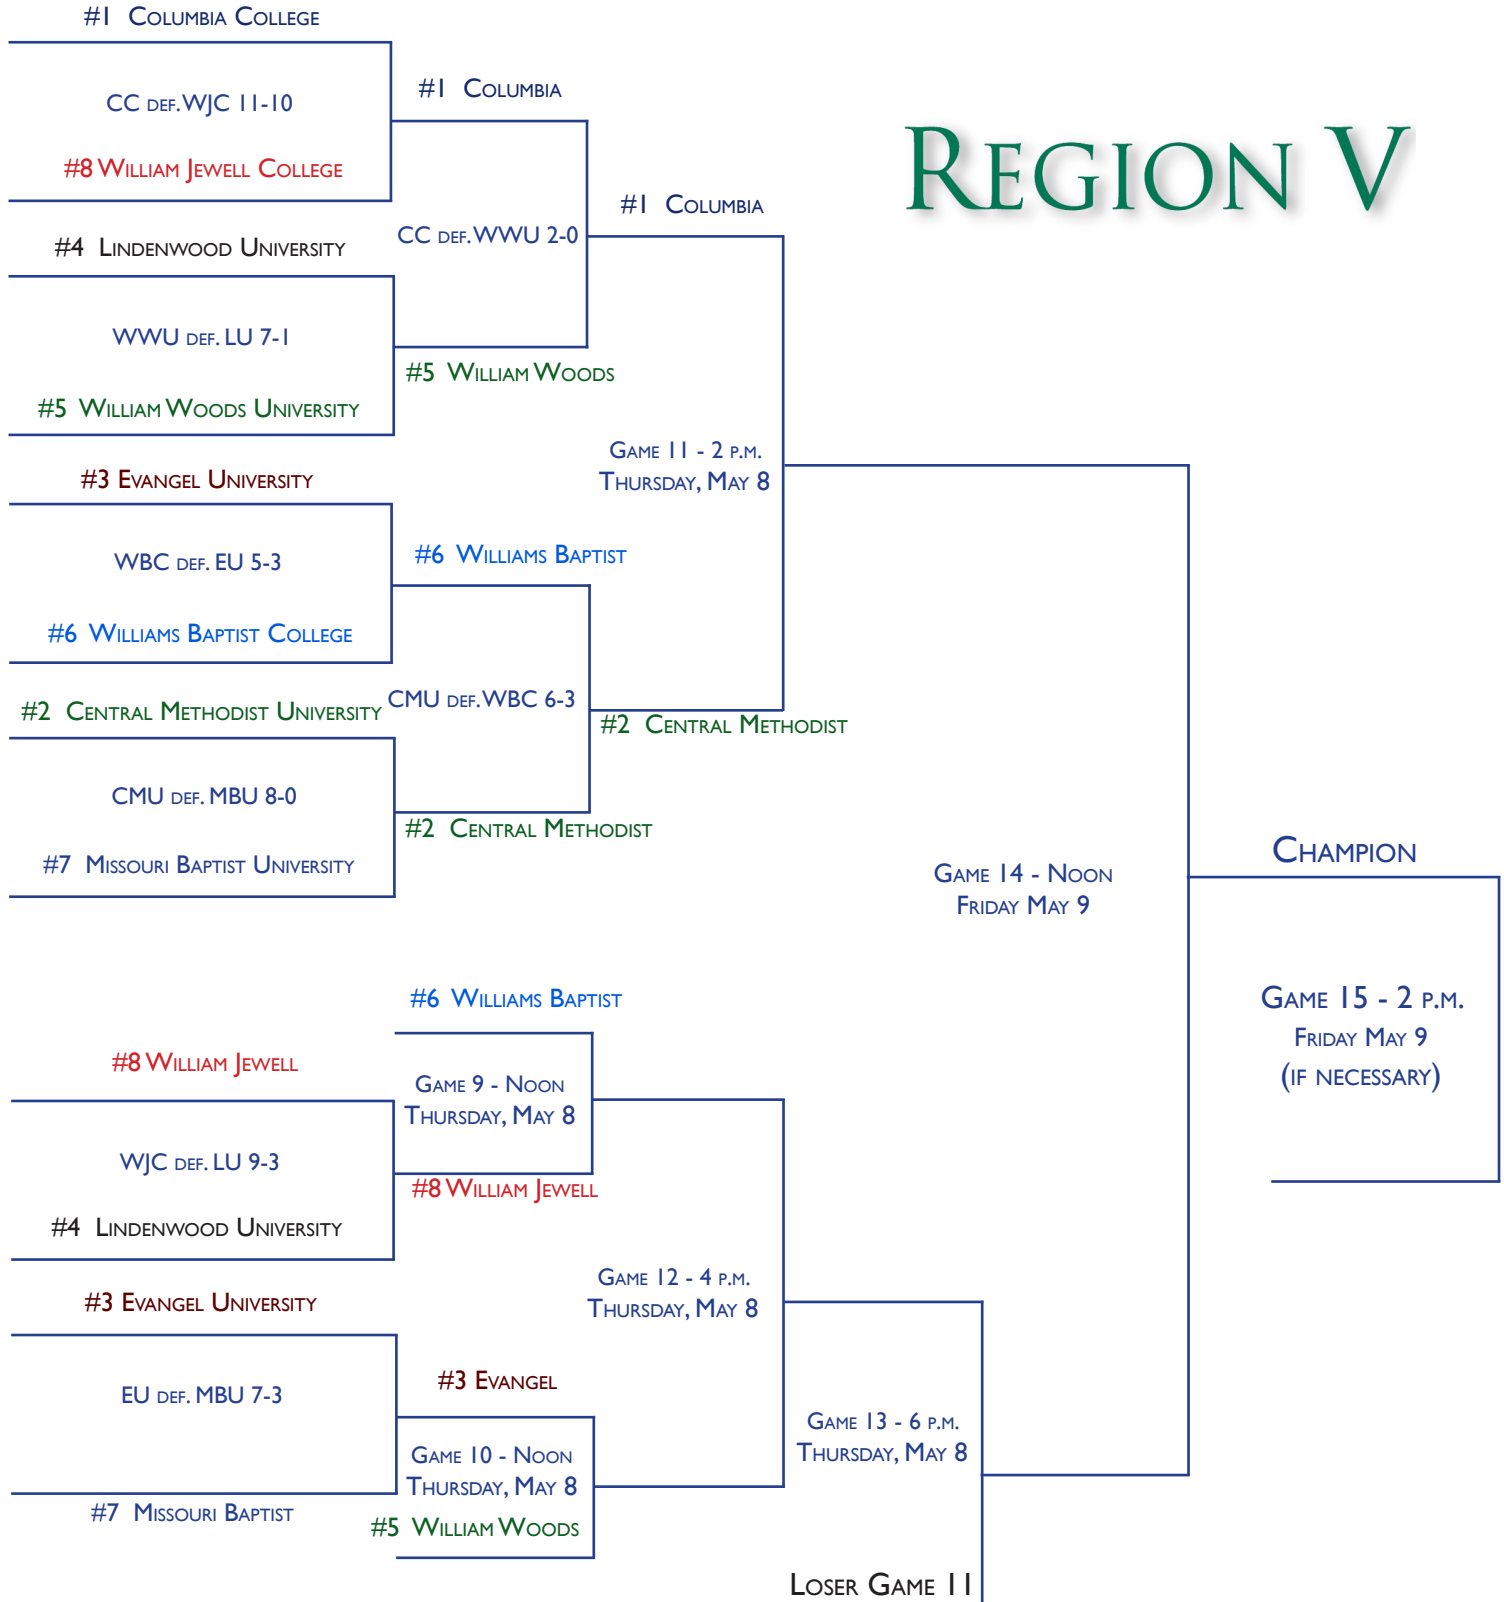 #1 Columbia College
CC def. WJC 11-10
#8 William Jewell College
#1 Columbia
Region V
#4 Lindenwood University
CC def. WWU 2-0
#1 Columbia
WWU def. LU 7-1
#5 William Woods University
#5 William Woods
Game 11 - 2 p.m.
Thursday, May 8
#3 Evangel University
WBC def. EU 5-3
#6 Williams Baptist College
#6 Williams Baptist
#2 Central Methodist University
CMU def. WBC 6-3
#2 Central Methodist
CMU def. MBU 8-0
#7 Missouri Baptist University
#2 Central Methodist
Game 14 - Noon
Friday May 9
Champion
Game 15 - 2 p.m.
Friday May 9
(if necessary)
#6 Williams Baptist
#8 William Jewell
Game 9 - Noon
Thursday, May 8
WJC def. LU 9-3
#8 William Jewell
#4 Lindenwood University
Game 12 - 4 p.m.
Thursday, May 8
#3 Evangel University
EU def. MBU 7-3
#3 Evangel
Game 13 - 6 p.m.
Thursday, May 8
Game 10 - Noon
Thursday, May 8
#7 Missouri Baptist
#5 William Woods
Loser Game 11